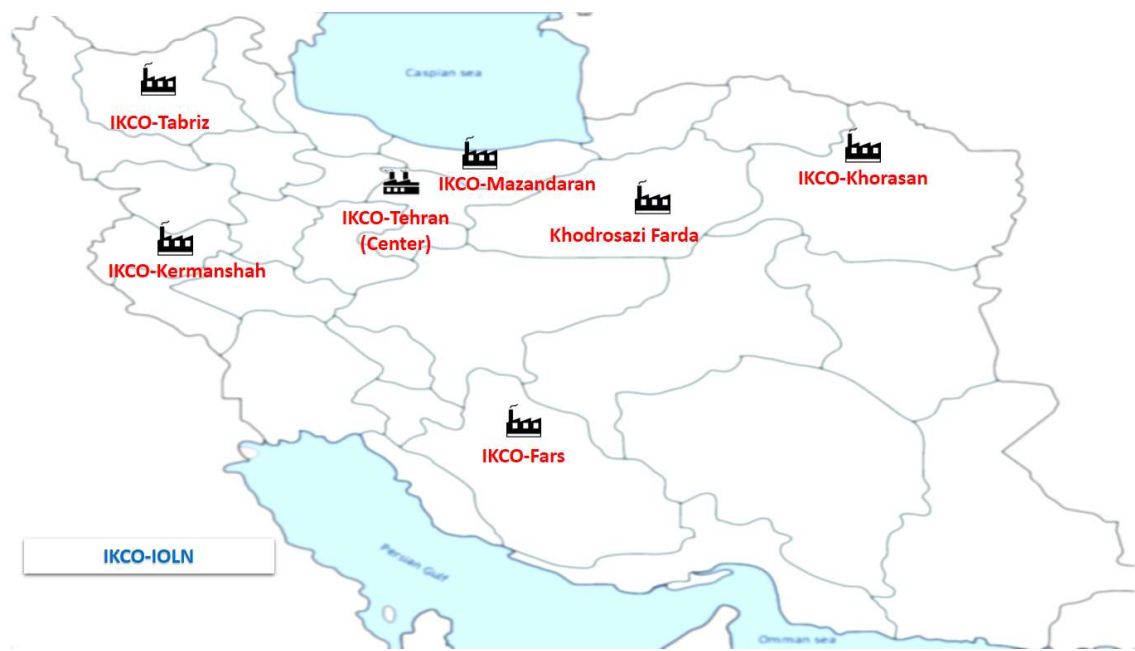 Caspian sea
IKCO-Tabriz
IKCO-Mazandaran
IKCO-Khorasan
IKCO-Tehran
(Center)
Khodrosazi Farda
IKCO-Kermanshah
IKCO-Fars
IKCO-IOLN
Persian Gulf
Omman sea